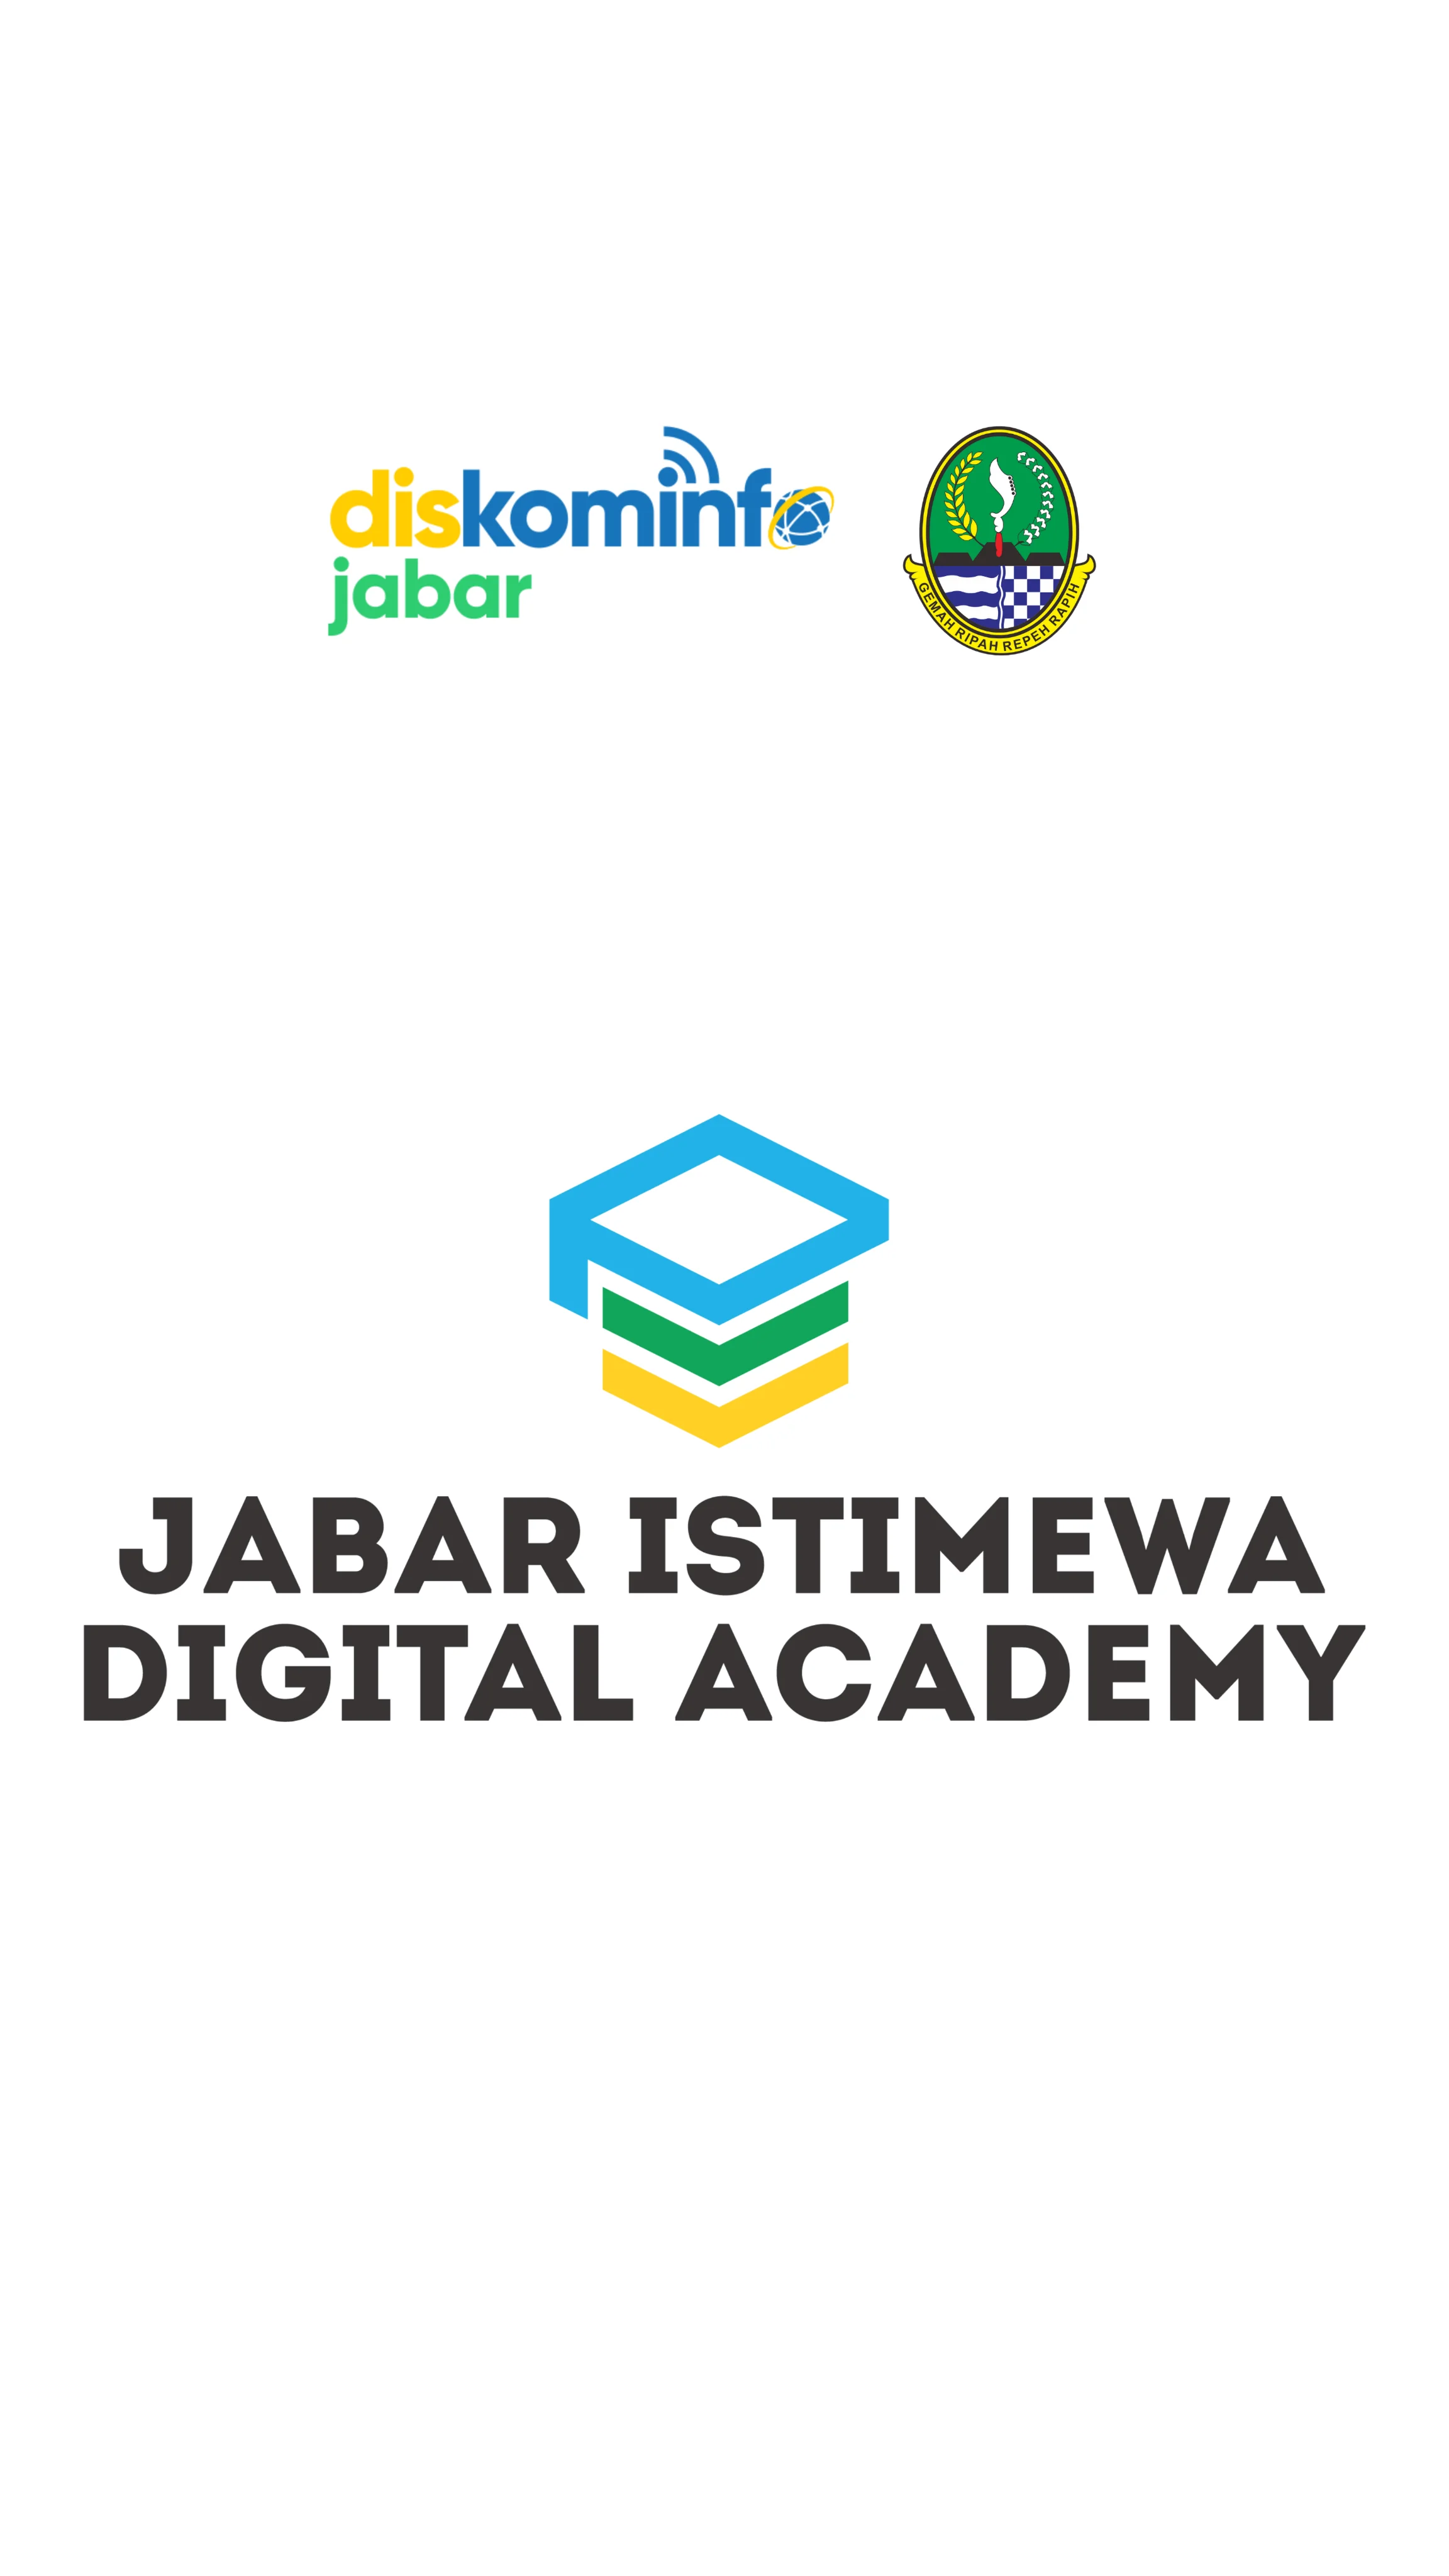 diskominfo
jabar
GEMAH RIPAH REPEH RAPIH
JABAR ISTIMEWA
DIGITAL ACADEMY